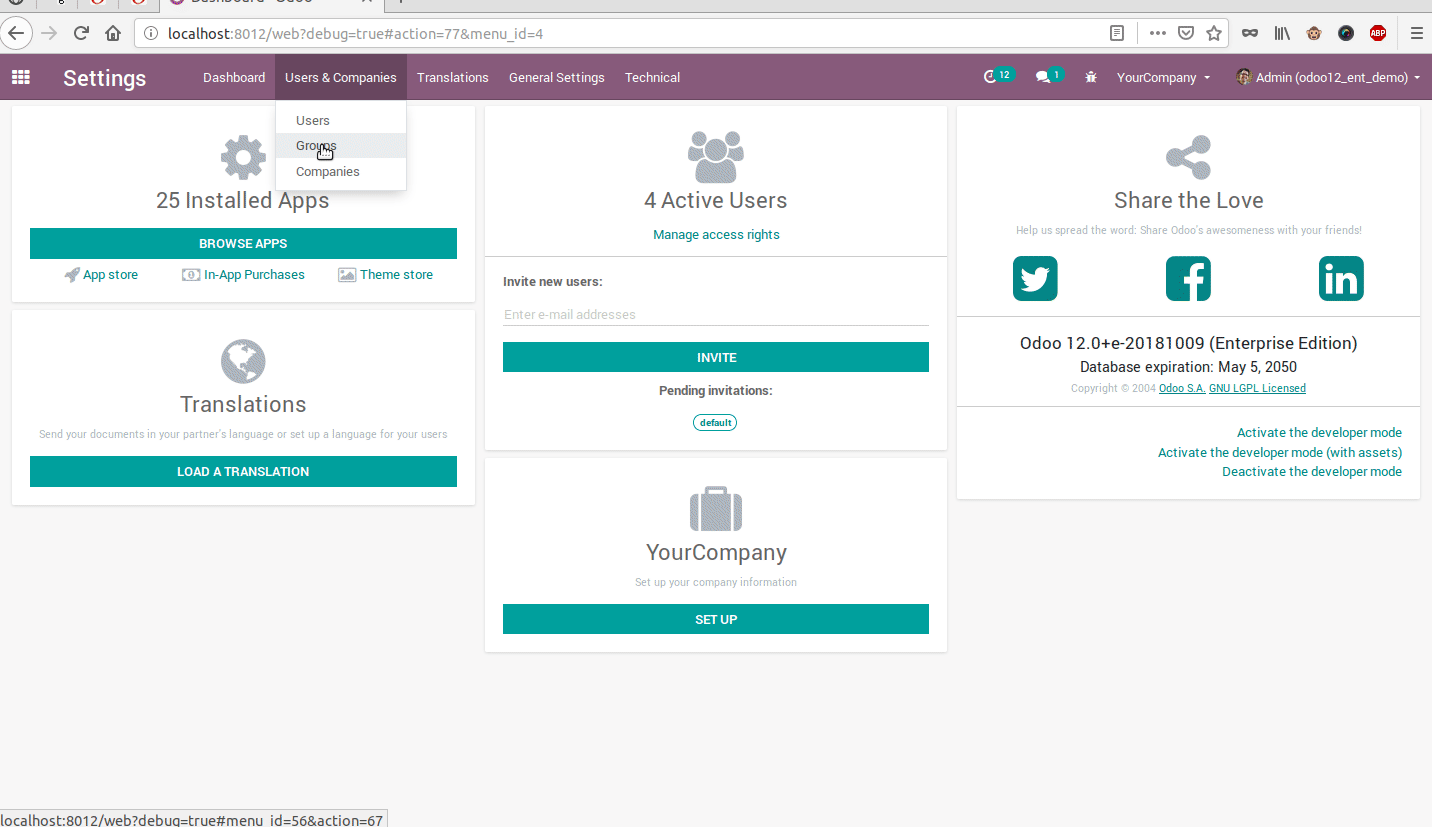 Dashboard - Odoo
localhost:8012/web?debug=true#action=77&menu_id=4
ABP
Settings
Dashboard
Users & Companies
Translations
General Settings
Technical
12
1
YourCompany
Admin (odoo12_ent_demo)
Users
Groups
Companies
25 Installed Apps
BROWSE APPS
App store
In-App Purchases
Theme store
Translations
Send your documents in your partner's language or set up a language for your users
LOAD A TRANSLATION
4 Active Users
Manage access rights
Invite new users:
Enter e-mail addresses
INVITE
Pending invitations:
default
YourCompany
Set up your company information
SET UP
Share the Love
Help us spread the word: Share Odoo's awesomeness with your friends!
Odoo 12.0+e-20181009 (Enterprise Edition)
Database expiration: May 5, 2050
Copyright © 2004 Odoo S.A. GNU LGPL Licensed
Activate the developer mode
Activate the developer mode (with assets)
Deactivate the developer mode
localhost:8012/web?debug=true#menu_id=56&action=67